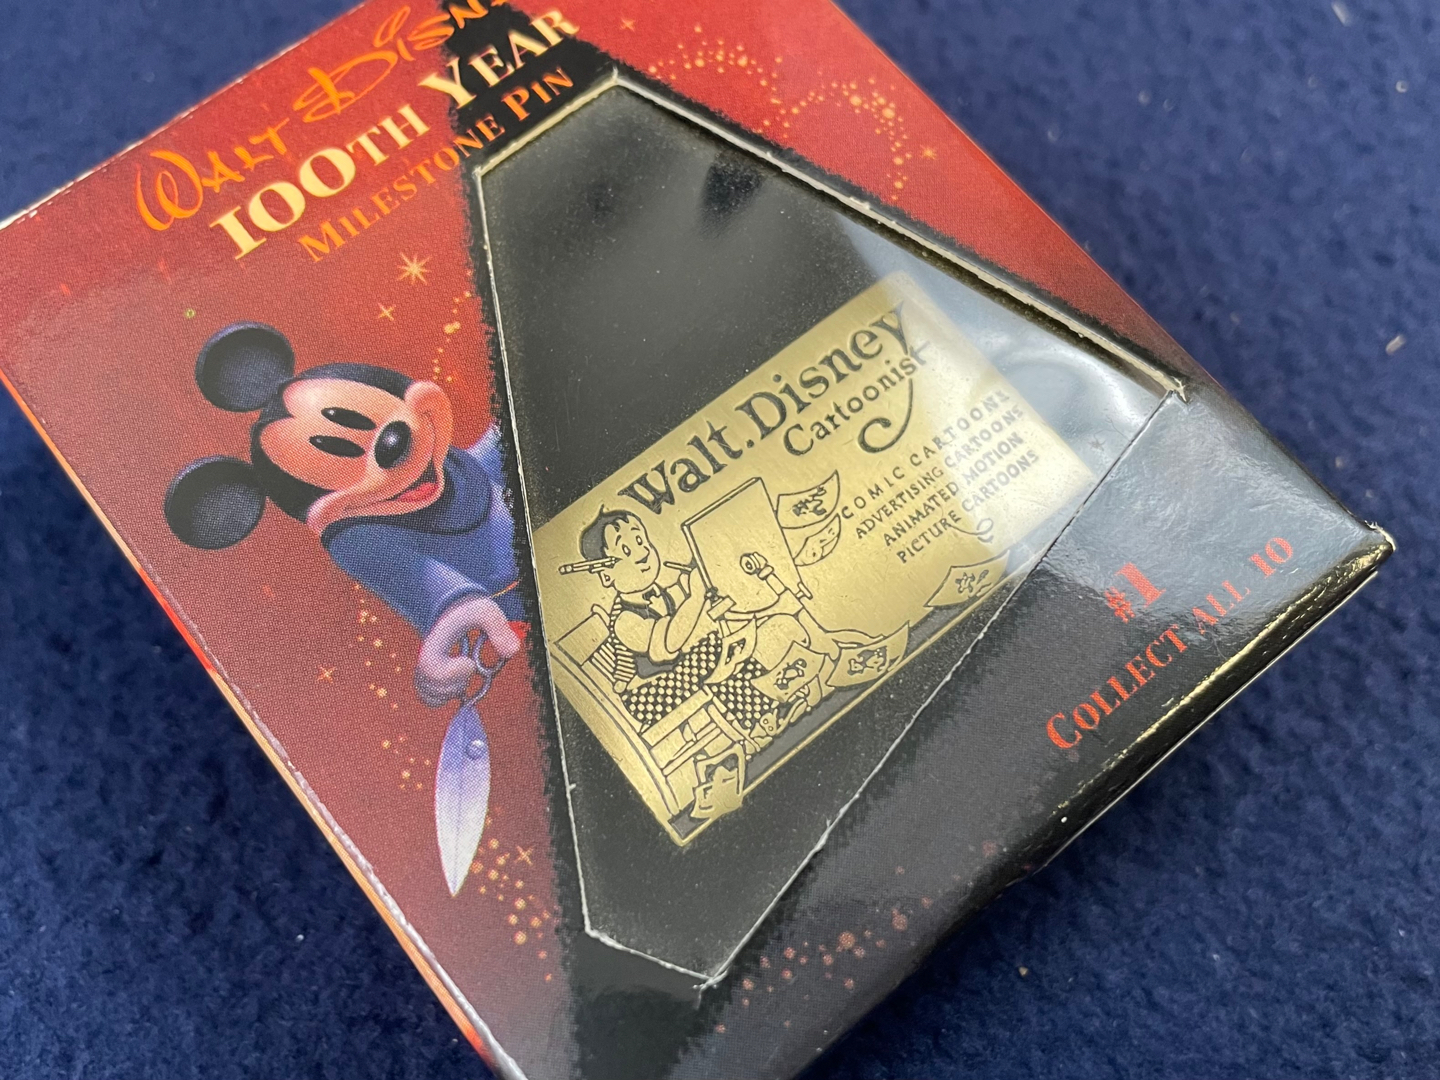 WALT DISNEY
100TH YEAR
MILESTONE PIN
Walt. Disney
Cartoonist
COMIC CARTOONS
ADVERTISING CARTOONS
ANIMATED MOTION
PICTURE CARTOONS
#1
COLLECT ALL 10